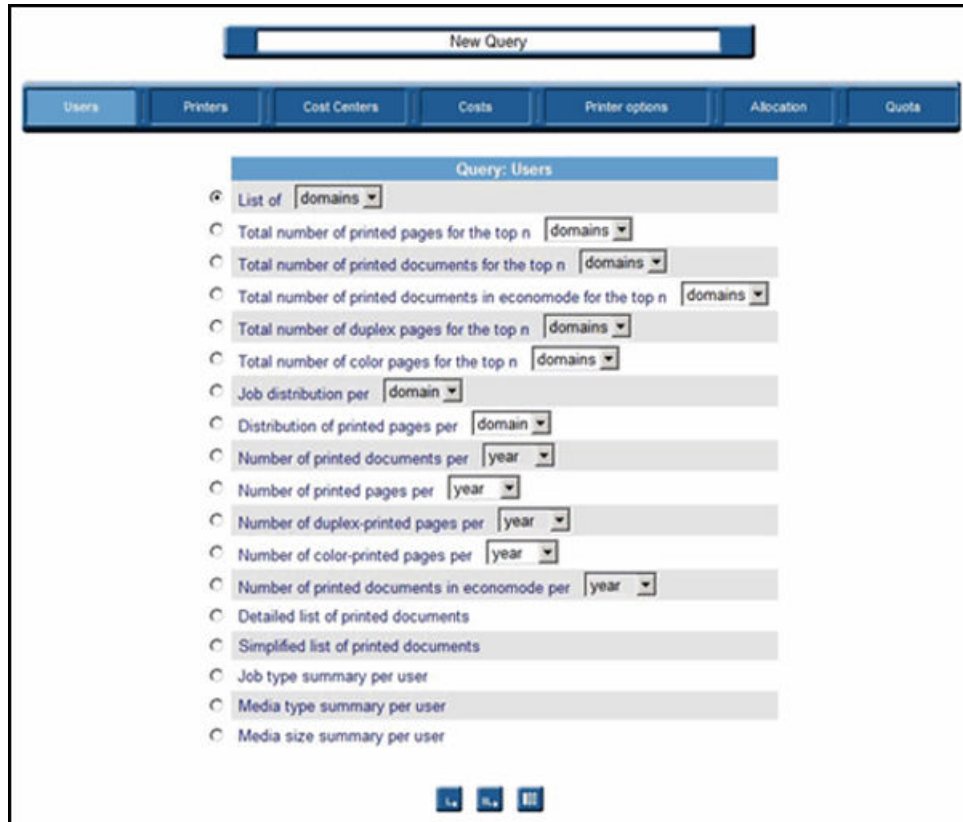 New Query
Users Printers Cost Centers Costs Printer options Allocation Quota
Query: Users
List of domains
Total number of printed pages for the top n domains
Total number of printed documents for the top n domains
Total number of printed documents in economode for the top n domains
Total number of duplex pages for the top n domains
Total number of color pages for the top n domains
Job distribution per domain
Distribution of printed pages per domain
Number of printed documents per year
Number of printed pages per year
Number of duplex-printed pages per year
Number of color-printed pages per year
Number of printed documents in economode per year
Detailed list of printed documents
Simplified list of printed documents
Job type summary per user
Media type summary per user
Media size summary per user